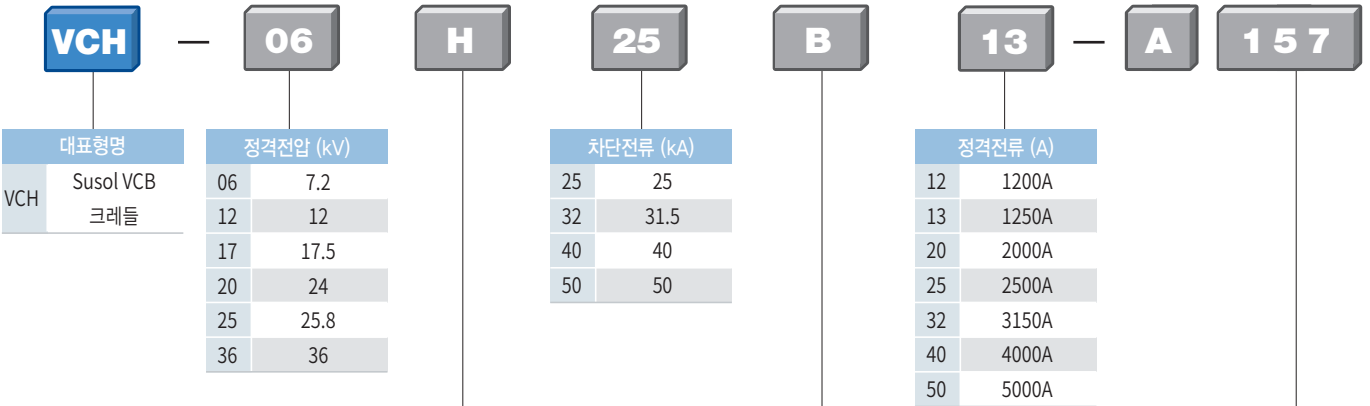 VCH — 06 H 25 B 13 — A 1 5 7
대표형명
VCH Susol VCB
크레들
정격전압 (kV)
06 7.2
12 12
17 17.5
20 24
25 25.8
36 36
차단전류 (kA)
25 25
32 31.5
40 40
50 50
정격전류 (A)
12 1200A
13 1250A
20 2000A
25 2500A
32 3150A
40 4000A
50 5000A